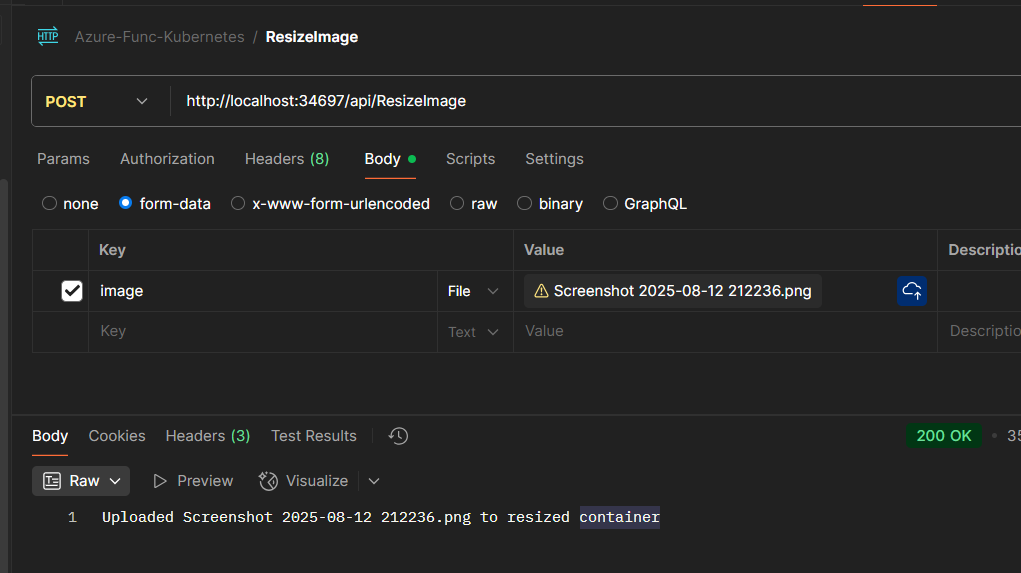 HTTP Azure-Func-Kubernetes / ResizeImage
POST http://localhost:34697/api/ResizeImage
Params Authorization Headers (8) Body Scripts Settings
none form-data x-www-form-urlencoded raw binary GraphQL
Key Value Descriptio
image File Screenshot 2025-08-12 212236.png
Key Text Value Descriptio
Body Cookies Headers (3) Test Results 200 OK • 35
Raw Preview Visualize
1 Uploaded Screenshot 2025-08-12 212236.png to resized container